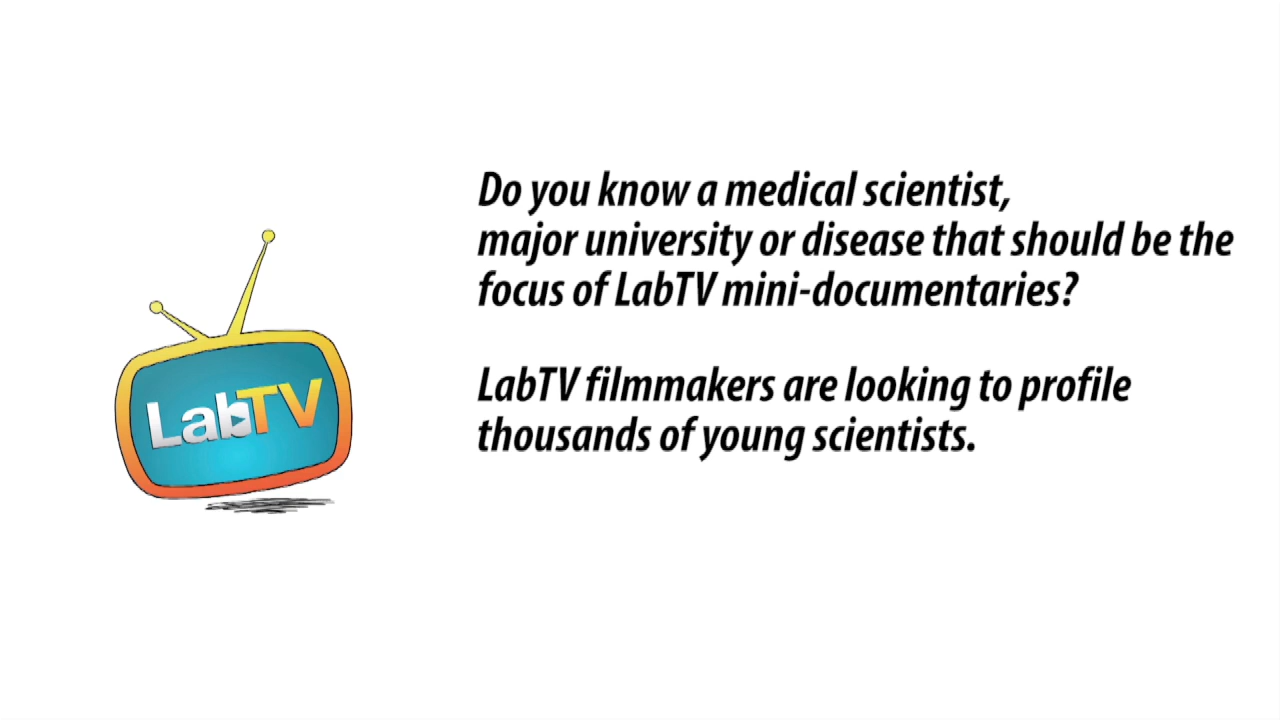 Do you know a medical scientist,
major university or disease that should be the
focus of LabTV mini-documentaries?
LabTV filmmakers are looking to profile
thousands of young scientists.
LabTV